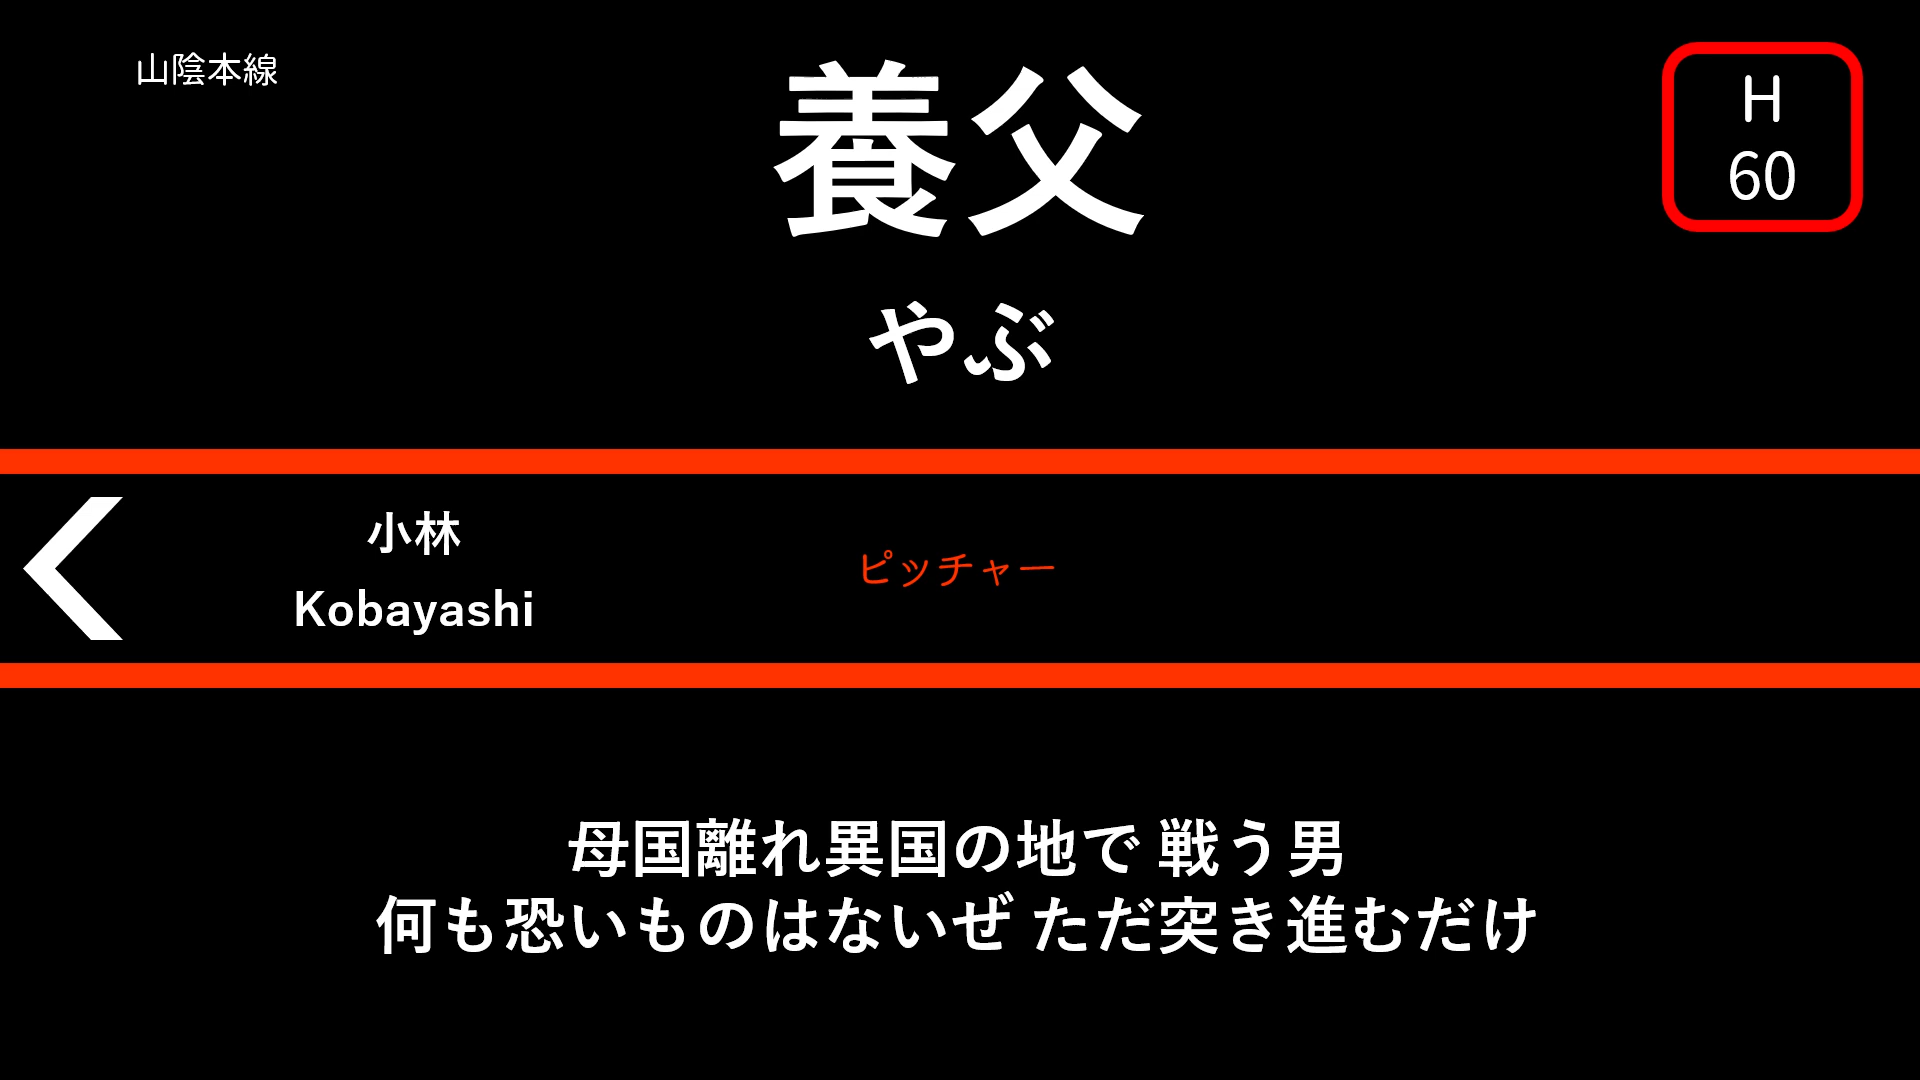 山陰本線
養父
H
60
やぶ
小林
Kobayashi
ピッチャー
母国離れ異国の地で 戦う男
何も恐いものはないぜ ただ突き進むだけ